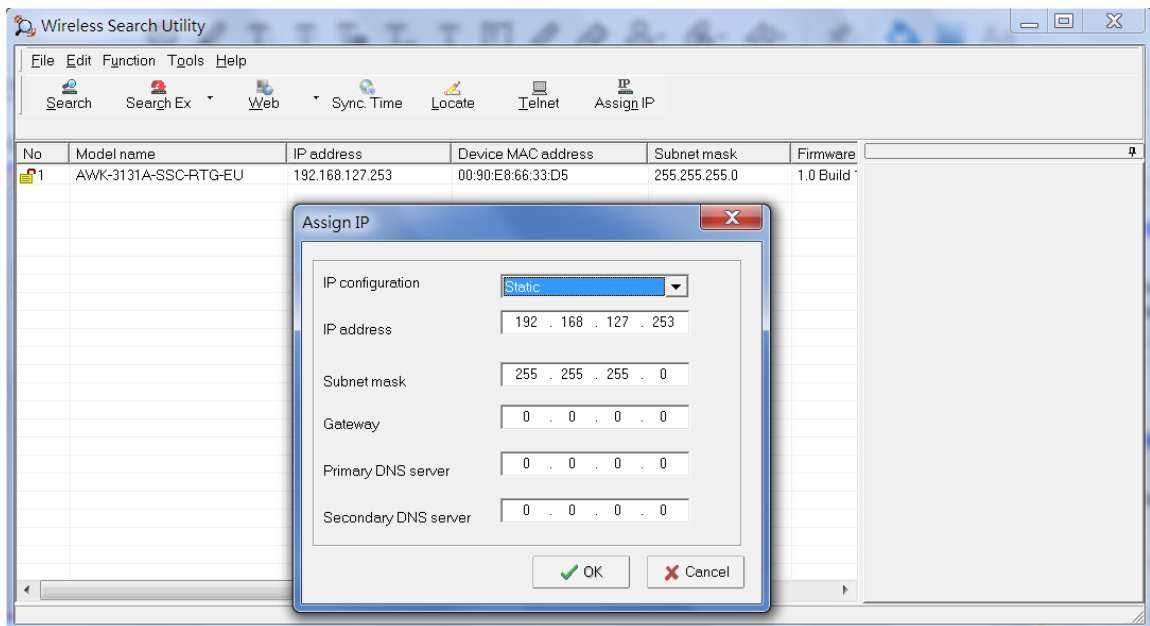 Wireless Search Utility
File Edit Function Tools Help
Search Search Ex Web Sync. Time Locate Telnet Assign IP
No Model name IP address Device MAC address Subnet mask Firmware
1 AWK-3131A-SSC-RTG-EU 192.168.127.253 00:90:E8:66:33:D5 255.255.255.0 1.0 Build
Assign IP
IP configuration Static
IP address 192 . 168 . 127 . 253
Subnet mask 255 . 255 . 255 . 0
Gateway 0 . 0 . 0 . 0
Primary DNS server 0 . 0 . 0 . 0
Secondary DNS server 0 . 0 . 0 . 0
OK Cancel